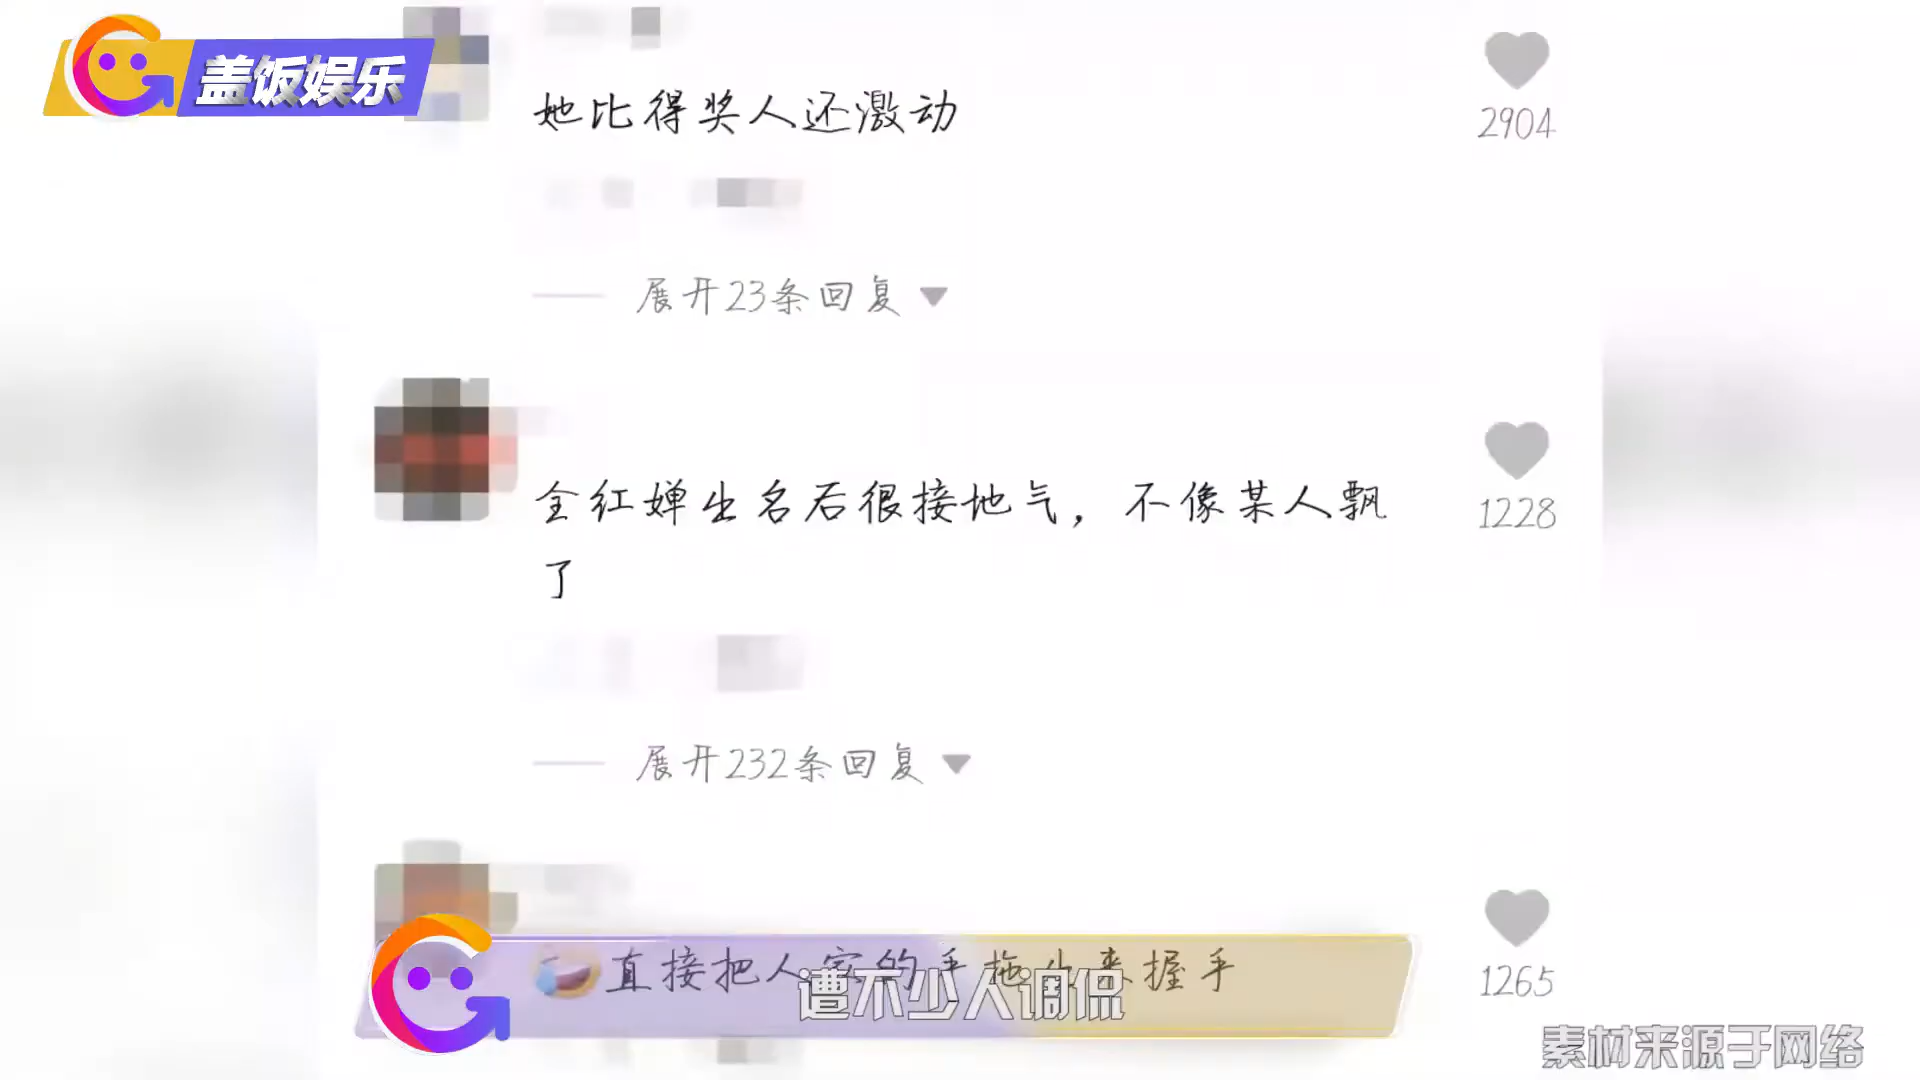 盖饭娱乐
她比得奖人还激动
2904
展开23条回复
全红婵出名后很接地气，不像某人飘
了
1228
展开232条回复
直接把人家的手拖出来握手
1265
遭不少人调侃
素材来源于网络